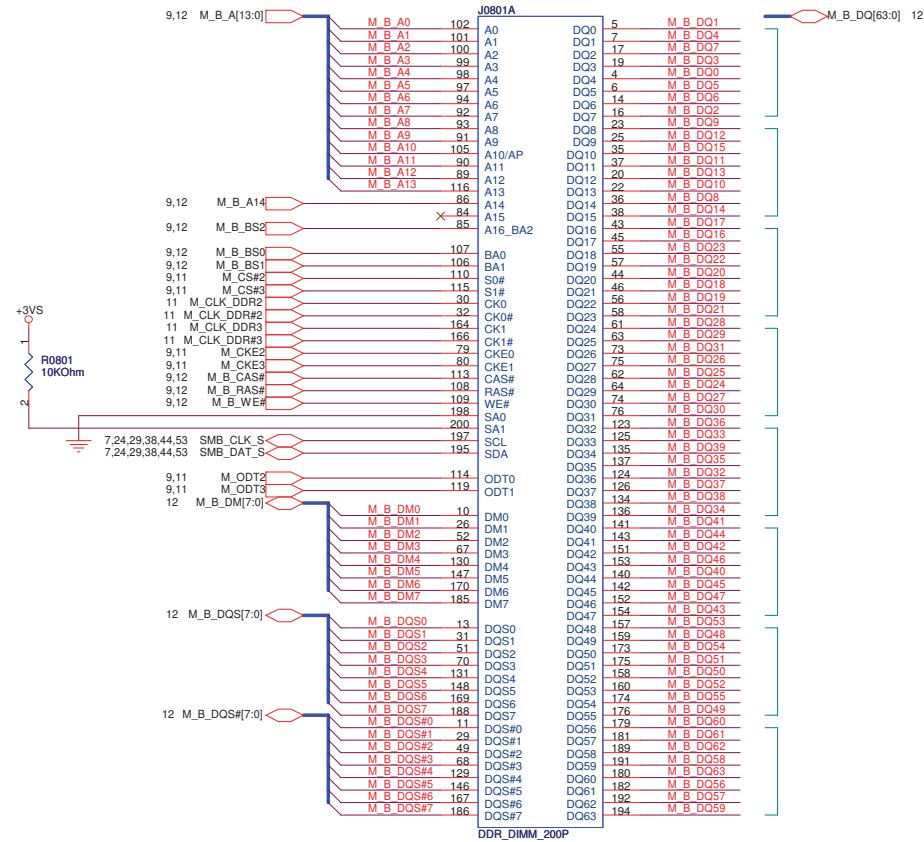 J0801A
9,12 M_B_A[13:0] M_B_DQ[63:0] 12
M_B_A0 102 A0 DQ0 5 M_B_DQ1
M_B_A1 101 A1 DQ1 7 M_B_DQ4
M_B_A2 100 A2 DQ2 17 M_B_DQ7
M_B_A3 99 A3 DQ3 19 M_B_DQ3
M_B_A4 98 A4 DQ4 4 M_B_DQ0
M_B_A5 97 A5 DQ5 6 M_B_DQ5
M_B_A6 94 A6 DQ6 14 M_B_DQ6
M_B_A7 92 A7 DQ7 16 M_B_DQ2
M_B_A8 93 A8 DQ8 23 M_B_DQ9
M_B_A9 91 A9 DQ9 25 M_B_DQ12
M_B_A10 105 A10/AP DQ10 35 M_B_DQ15
M_B_A11 90 A11 DQ11 37 M_B_DQ11
M_B_A12 89 A12 DQ12 20 M_B_DQ13
M_B_A13 116 A13 DQ13 22 M_B_DQ10
9,12 M_B_A14 86 A14 DQ14 36 M_B_DQ8
84 A15 DQ15 38 M_B_DQ14
9,12 M_B_BS2 85 A16_BA2 DQ16 43 M_B_DQ17
DQ17 45 M_B_DQ16
9,12 M_B_BS0 107 BA0 DQ18 55 M_B_DQ23
9,12 M_B_BS1 106 BA1 DQ19 57 M_B_DQ22
9,11 M_CS#2 110 S0# DQ20 44 M_B_DQ20
9,11 M_CS#3 115 S1# DQ21 46 M_B_DQ18
11 M_CLK_DDR2 30 CK0 DQ22 56 M_B_DQ19
11 M_CLK_DDR#2 32 CK0# DQ23 58 M_B_DQ21
11 M_CLK_DDR3 164 CK1 DQ24 61 M_B_DQ28
11 M_CLK_DDR#3 166 CK1# DQ25 63 M_B_DQ29
9,11 M_CKE2 79 CKE0 DQ26 73 M_B_DQ31
9,11 M_CKE3 80 CKE1 DQ27 75 M_B_DQ26
9,12 M_B_CAS# 113 CAS# DQ28 62 M_B_DQ25
9,12 M_B_RAS# 108 RAS# DQ29 64 M_B_DQ24
9,12 M_B_WE# 109 WE# DQ30 74 M_B_DQ27
+3VS
1
R0801
10KOhm
2
198 SA0 DQ31 76 M_B_DQ30
200 SA1 DQ32 123 M_B_DQ36
7,24,29,38,44,53 SMB_CLK_S 197 SCL DQ33 125 M_B_DQ33
7,24,29,38,44,53 SMB_DAT_S 195 SDA DQ34 135 M_B_DQ39
DQ35 137 M_B_DQ35
9,11 M_ODT2 114 ODT0 DQ36 124 M_B_DQ32
9,11 M_ODT3 119 ODT1 DQ37 126 M_B_DQ37
12 M_B_DM[7:0] DQ38 134 M_B_DQ38
M_B_DM0 10 DM0 DQ39 136 M_B_DQ34
M_B_DM1 26 DM1 DQ40 141 M_B_DQ41
M_B_DM2 52 DM2 DQ41 143 M_B_DQ44
M_B_DM3 67 DM3 DQ42 151 M_B_DQ42
M_B_DM4 130 DM4 DQ43 153 M_B_DQ46
M_B_DM5 147 DM5 DQ44 140 M_B_DQ40
M_B_DM6 170 DM6 DQ45 142 M_B_DQ45
M_B_DM7 185 DM7 DQ46 152 M_B_DQ47
12 M_B_DQS[7:0] DQ47 154 M_B_DQ43
M_B_DQS0 13 DQS0 DQ48 157 M_B_DQ53
M_B_DQS1 31 DQS1 DQ49 159 M_B_DQ48
M_B_DQS2 51 DQS2 DQ50 173 M_B_DQ54
M_B_DQS3 70 DQS3 DQ51 175 M_B_DQ51
M_B_DQS4 131 DQS4 DQ52 158 M_B_DQ50
M_B_DQS5 148 DQS5 DQ53 160 M_B_DQ52
M_B_DQS6 169 DQS6 DQ54 174 M_B_DQ55
M_B_DQS7 188 DQS7 DQ55 176 M_B_DQ49
12 M_B_DQS#[7:0]
M_B_DQS#0 11 DQS#0 DQ56 179 M_B_DQ60
M_B_DQS#1 29 DQS#1 DQ57 181 M_B_DQ61
M_B_DQS#2 49 DQS#2 DQ58 189 M_B_DQ62
M_B_DQS#3 68 DQS#3 DQ59 191 M_B_DQ58
M_B_DQS#4 129 DQS#4 DQ60 180 M_B_DQ63
M_B_DQS#5 146 DQS#5 DQ61 182 M_B_DQ56
M_B_DQS#6 167 DQS#6 DQ62 192 M_B_DQ57
M_B_DQS#7 186 DQS#7 DQ63 194 M_B_DQ59
DDR_DIMM_200P